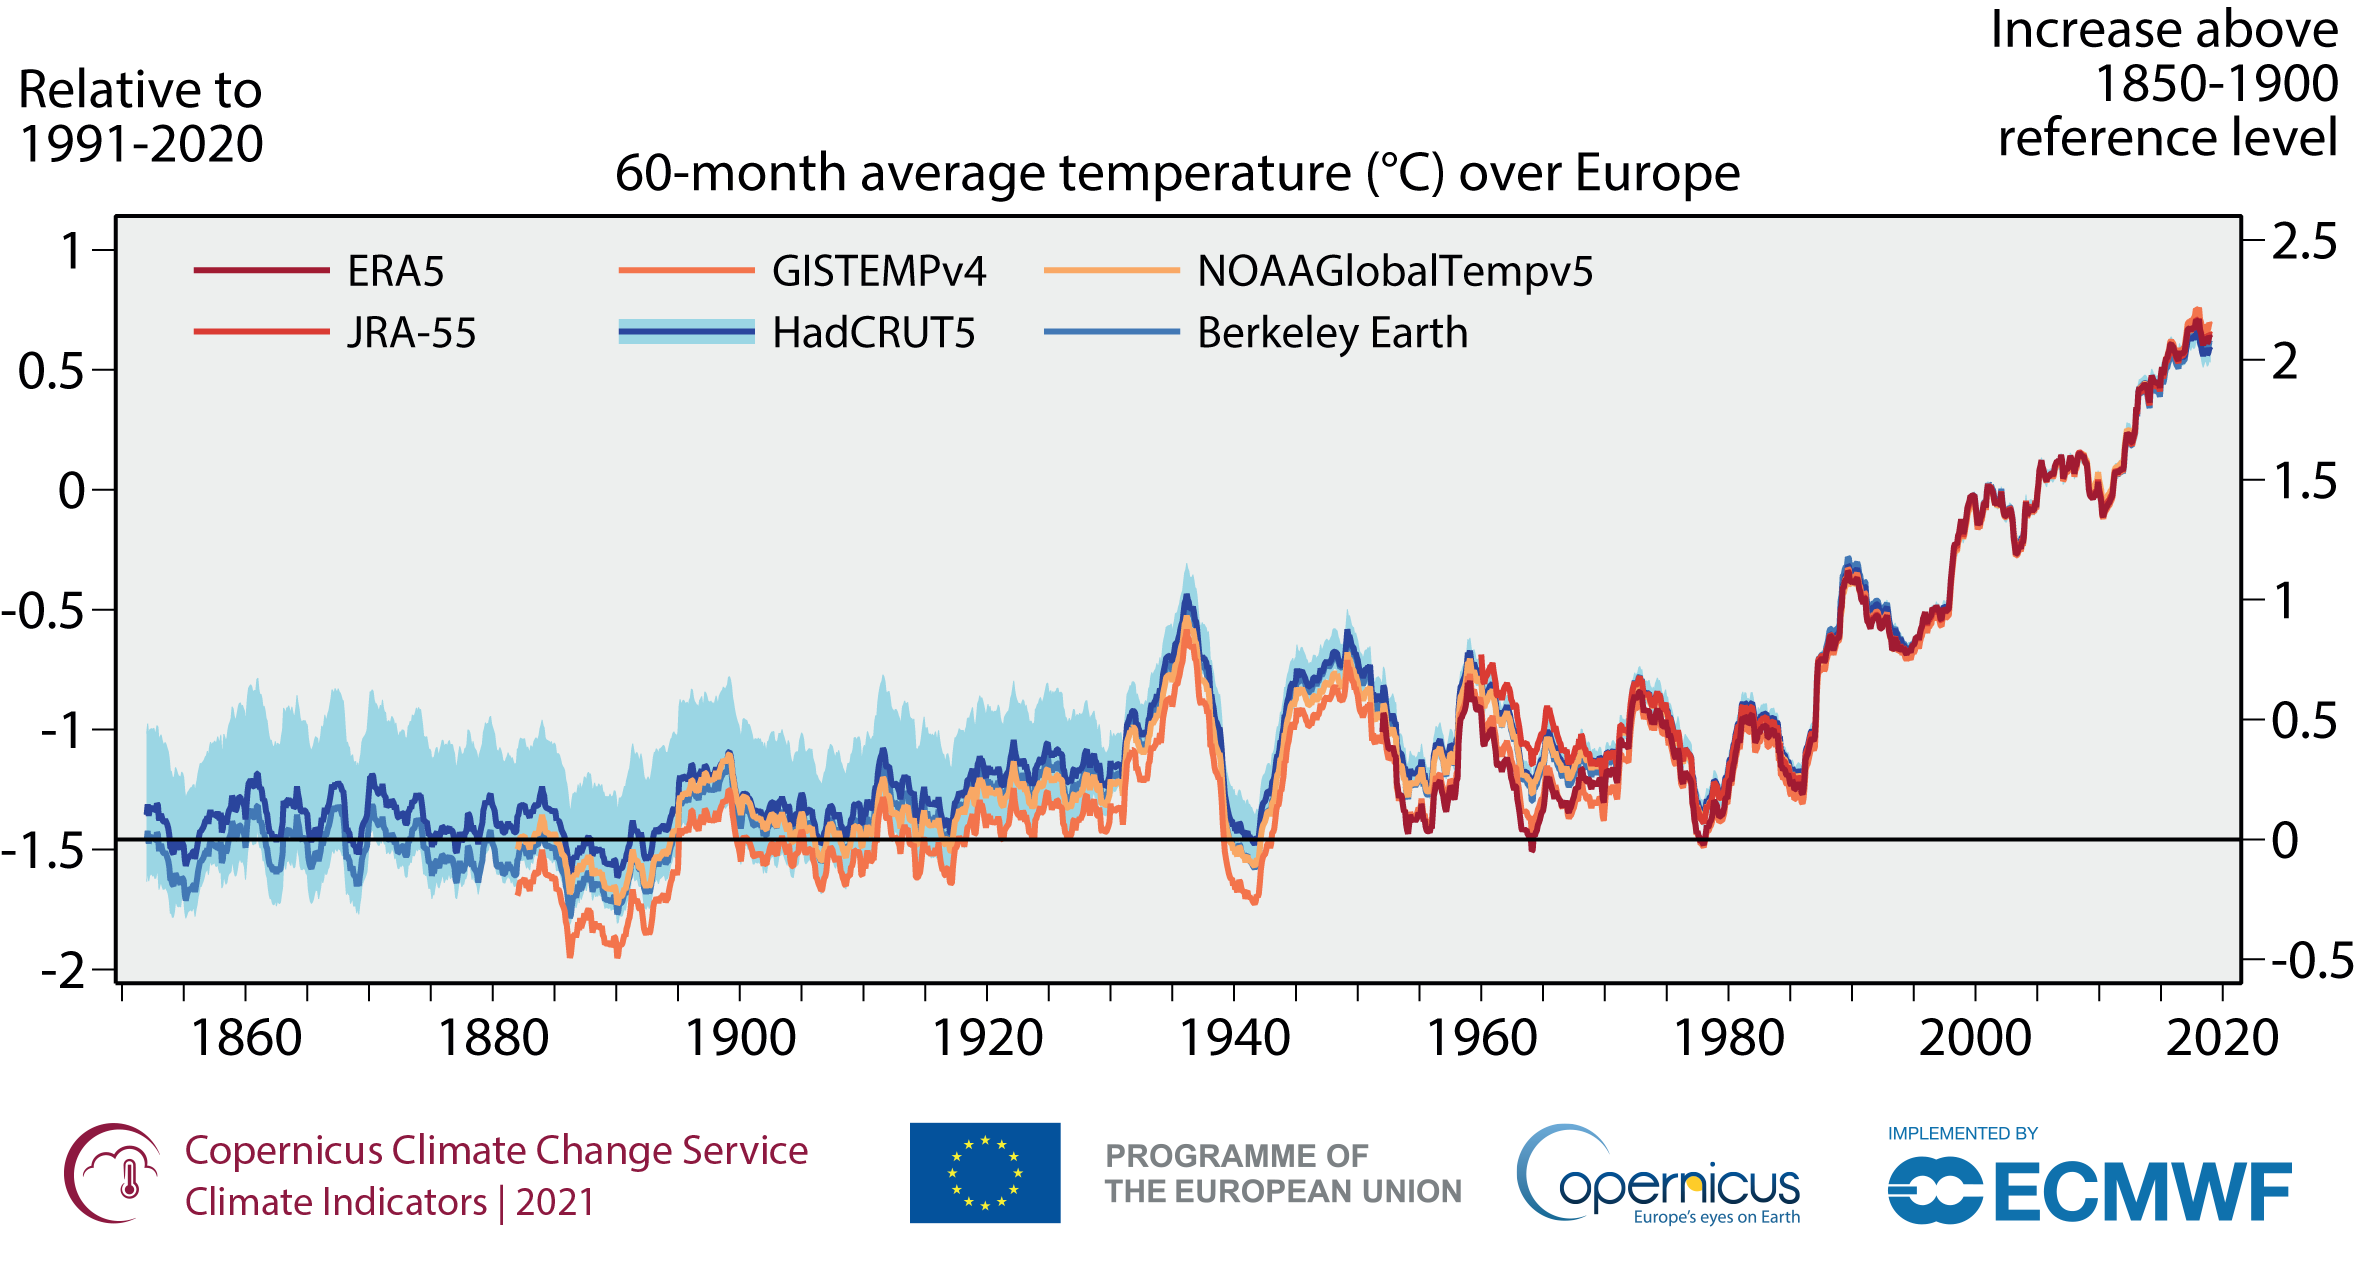 Relative to
1991-2020
Increase above
1850-1900
reference level
60-month average temperature (°C) over Europe
ERA5
GISTEMPv4
NOAAGlobalTempv5
JRA-55
HadCRUT5
Berkeley Earth
1
0.5
0
-0.5
-1
-1.5
-2
2.5
2
1.5
1
0.5
0
-0.5
1860
1880
1900
1920
1940
1960
1980
2000
2020
Copernicus Climate Change Service
Climate Indicators | 2021
PROGRAMME OF
THE EUROPEAN UNION
Copernicus
Europe's eyes on Earth
IMPLEMENTED BY
ECMWF